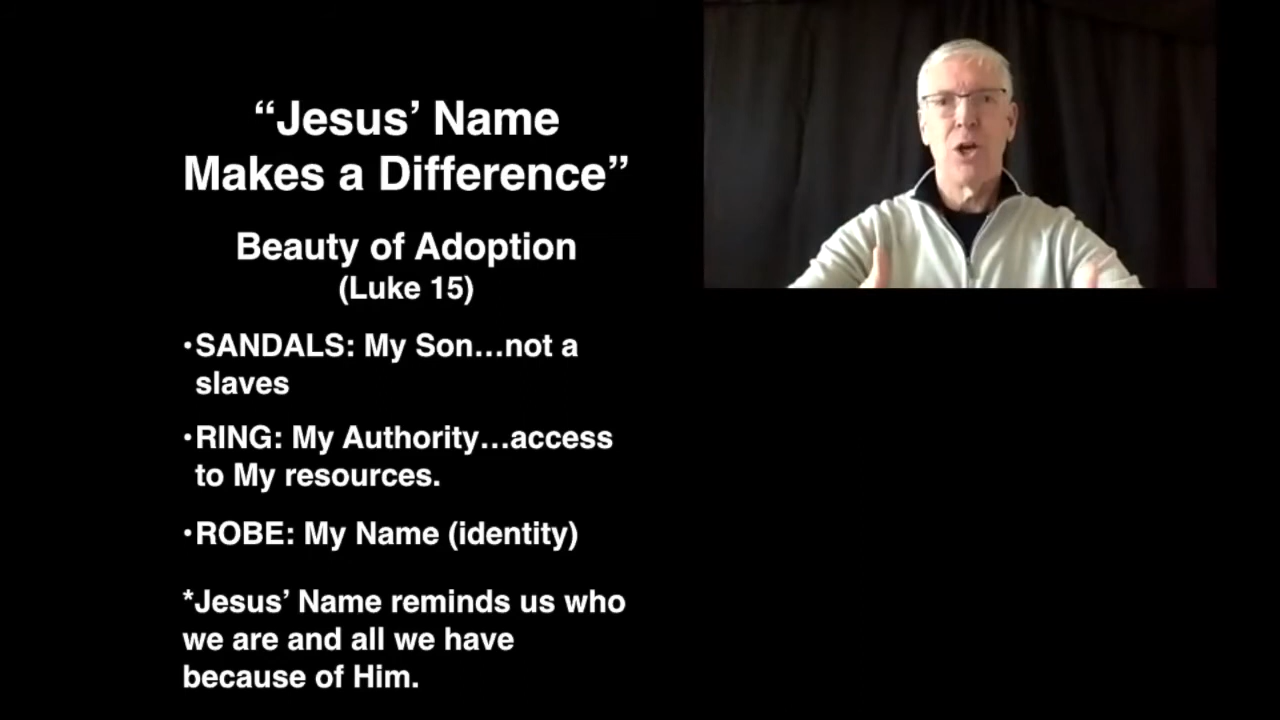 “Jesus’ Name
Makes a Difference”
Beauty of Adoption
(Luke 15)
•SANDALS: My Son…not a
slaves
•RING: My Authority…access
to My resources.
•ROBE: My Name (identity)
*Jesus’ Name reminds us who
we are and all we have
because of Him.